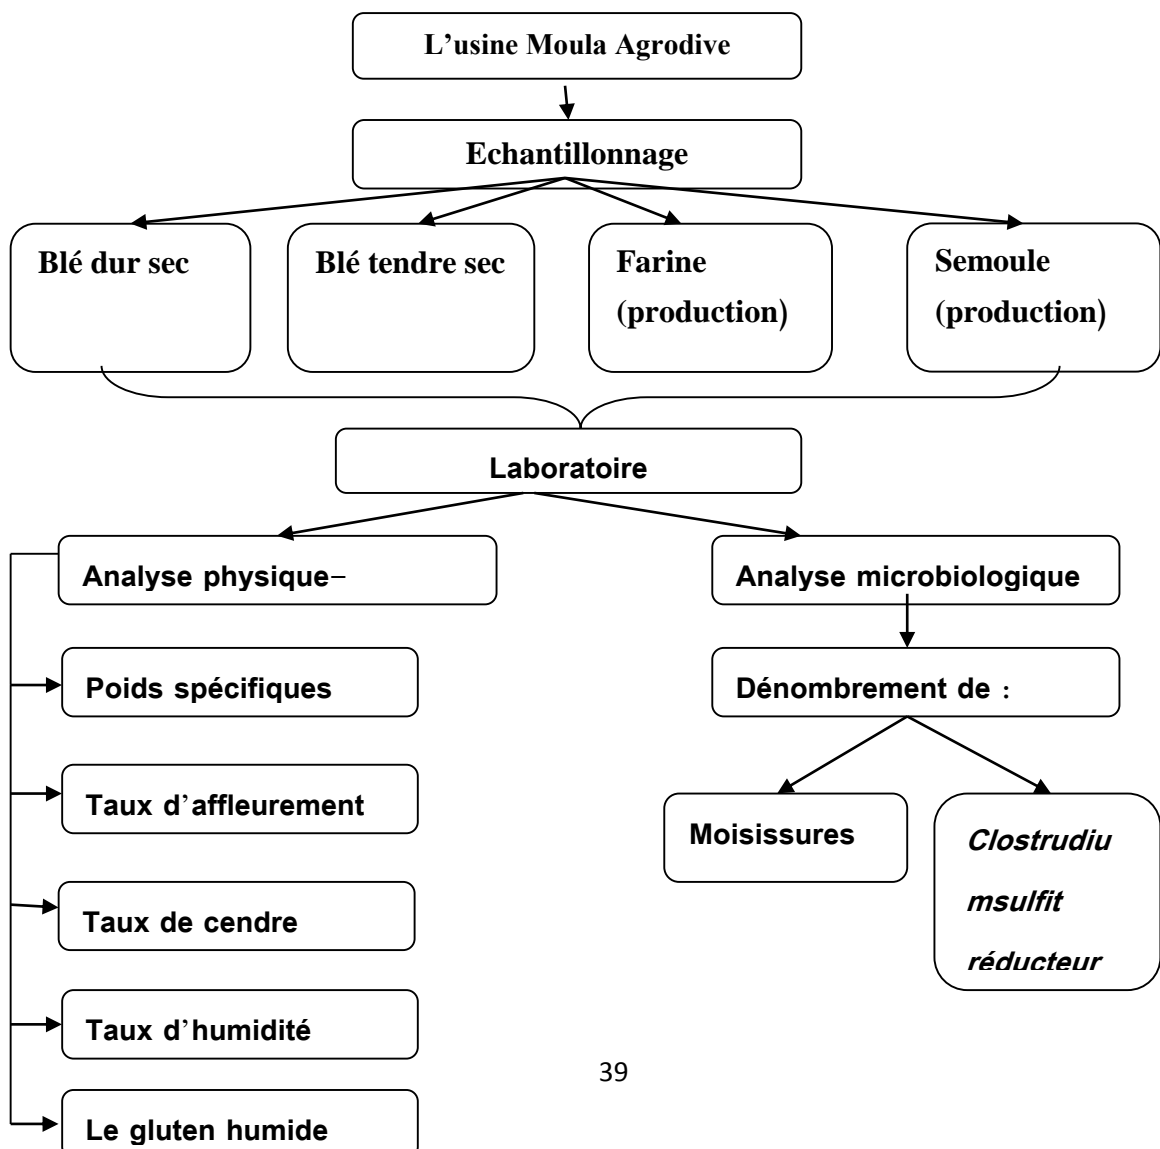 L’usine Moula Agrodive
Echantillonnage
Blé dur sec
Blé tendre sec
Farine
(production)
Semoule
(production)
Laboratoire
Analyse physique–
Poids spécifiques
Taux d’affleurement
Taux de cendre
Taux d’humidité
Le gluten humide
Analyse microbiologique
Dénombrement de :
Moisissures
Clostrudiu
msulfit
réducteur
39